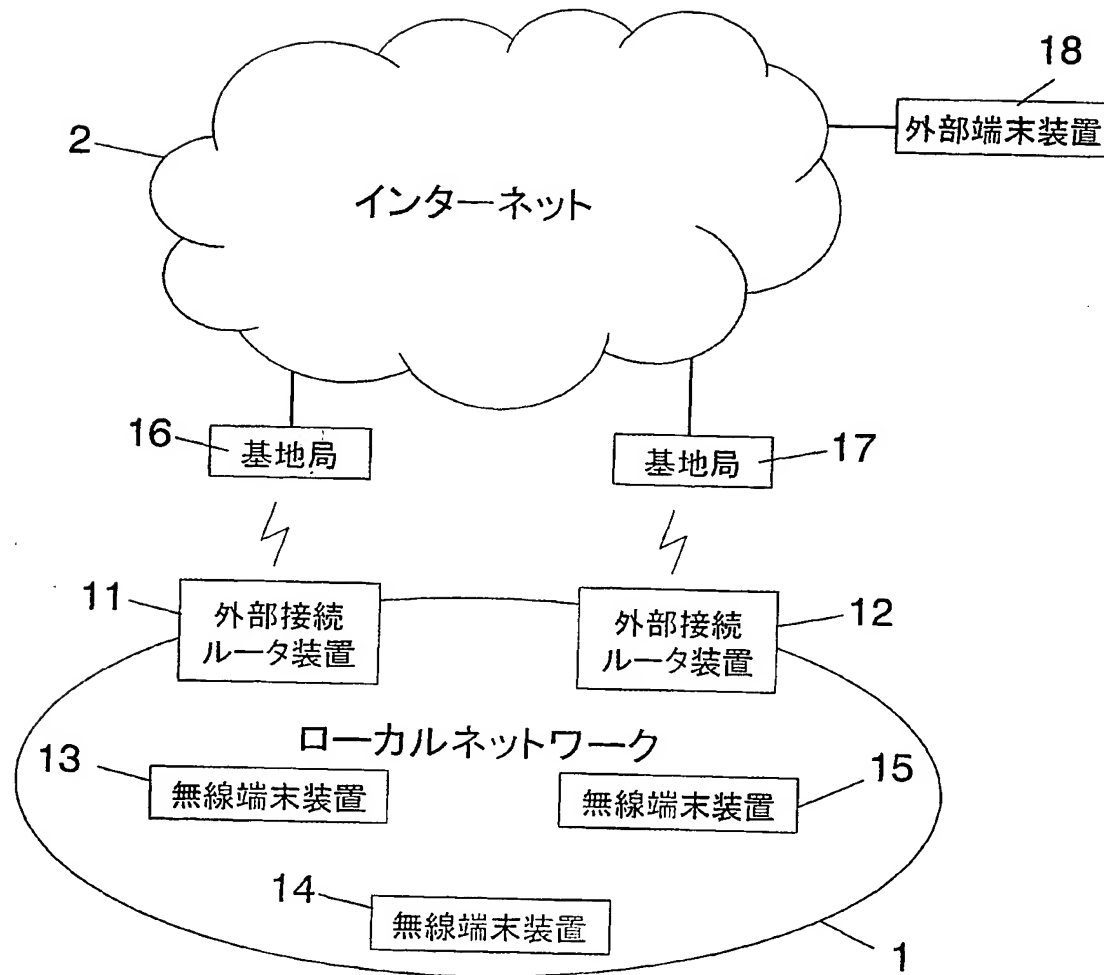 18
外部端末装置
2
インターネット
16
基地局
基地局
17
11
外部接続
ルータ装置
外部接続
ルータ装置
12
ローカルネットワーク
13
無線端末装置
無線端末装置
15
14
無線端末装置
1